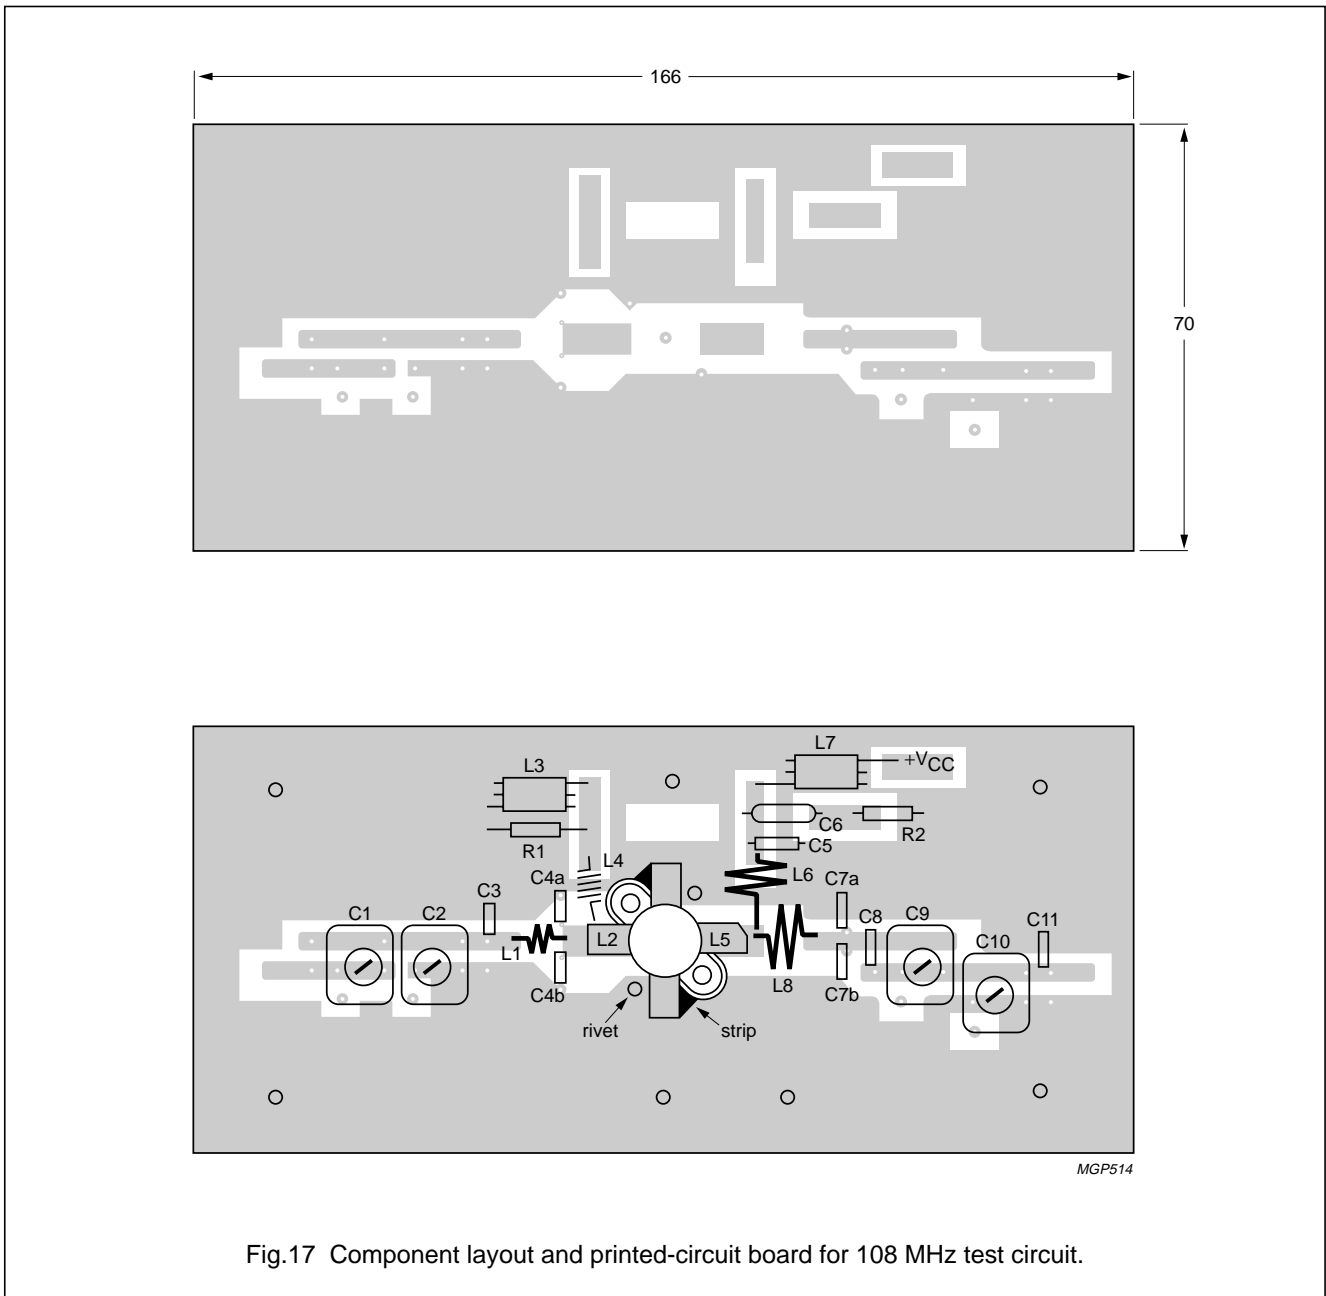 166
70
L7
+VCC
L3
C6
R2
R1
C5
L4
L6
C4a
C7a
C3
C1
C2
C8
C9
C11
C10
L1
L2
L5
L8
C4b
C7b
rivet
strip
MGP514
Fig.17 Component layout and printed-circuit board for 108 MHz test circuit.